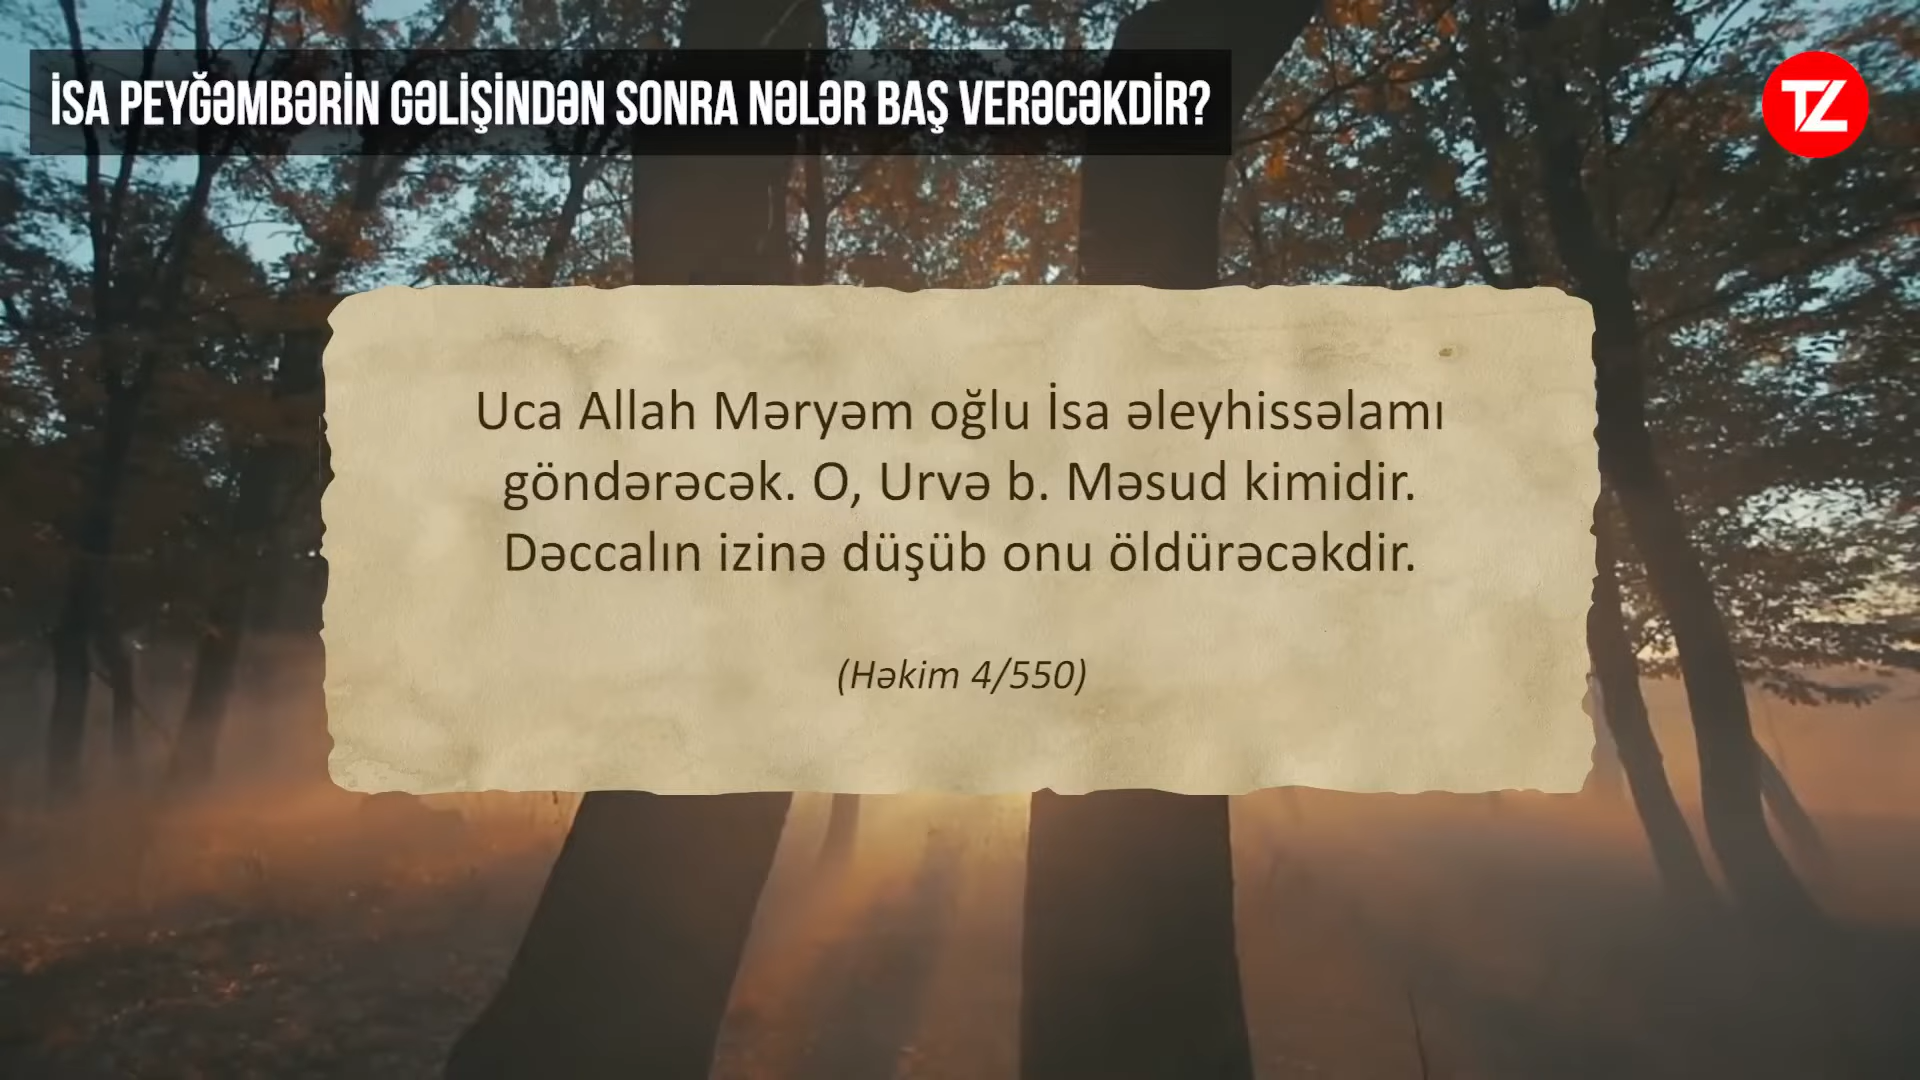 İSA PEYĞƏMBƏRİN GƏLİŞİNDƏN SONRA NƏLƏR BAŞ VERƏCƏKDİR?
TZ
Uca Allah Məryəm oğlu İsa əleyhissəlamı
göndərəcək. O, Urvə b. Məsud kimidir.
Dəccalın izinə düşüb onu öldürəcəkdir.
(Həkim 4/550)